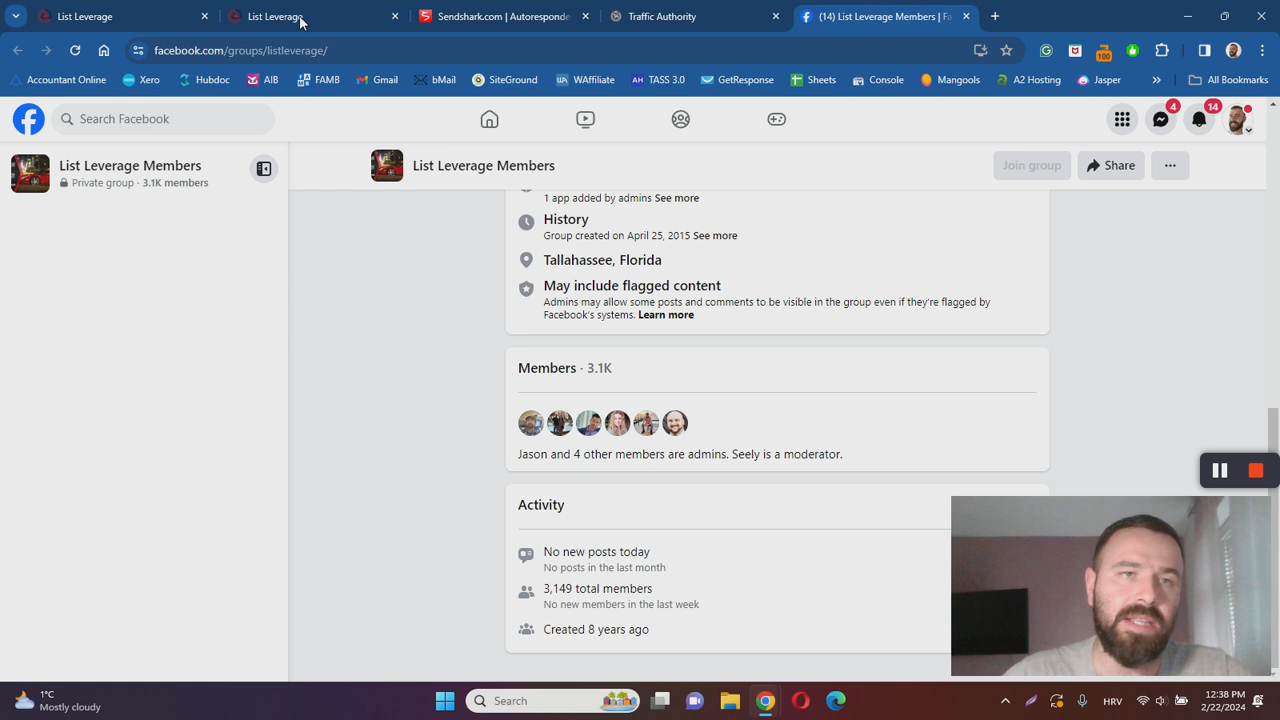 List Leverage
List Leverage
Sendshark.com | Autoresponde
Traffic Authority
(14) List Leverage Members | Fa
facebook.com/groups/listleverage/
100
Accountant Online
Xero
Hubdoc
AIB
FAMB
Gmail
bMail
SiteGround
WAffiliate
TASS 3.0
GetResponse
Sheets
Console
Mangools
A2 Hosting
Jasper
All Bookmarks
Search Facebook
4
14
List Leverage Members
Private group · 3.1K members
List Leverage Members
Join group
Share
1 app added by admins See more
History
Group created on April 25, 2015 See more
Tallahassee, Florida
May include flagged content
Admins may allow some posts and comments to be visible in the group even if they're flagged by
Facebook's systems. Learn more
Members · 3.1K
Jason and 4 other members are admins. Seely is a moderator.
Activity
No new posts today
No posts in the last month
3,149 total members
No new members in the last week
Created 8 years ago
1°C
Mostly cloudy
Search
HRV
12:38 PM
2/22/2024